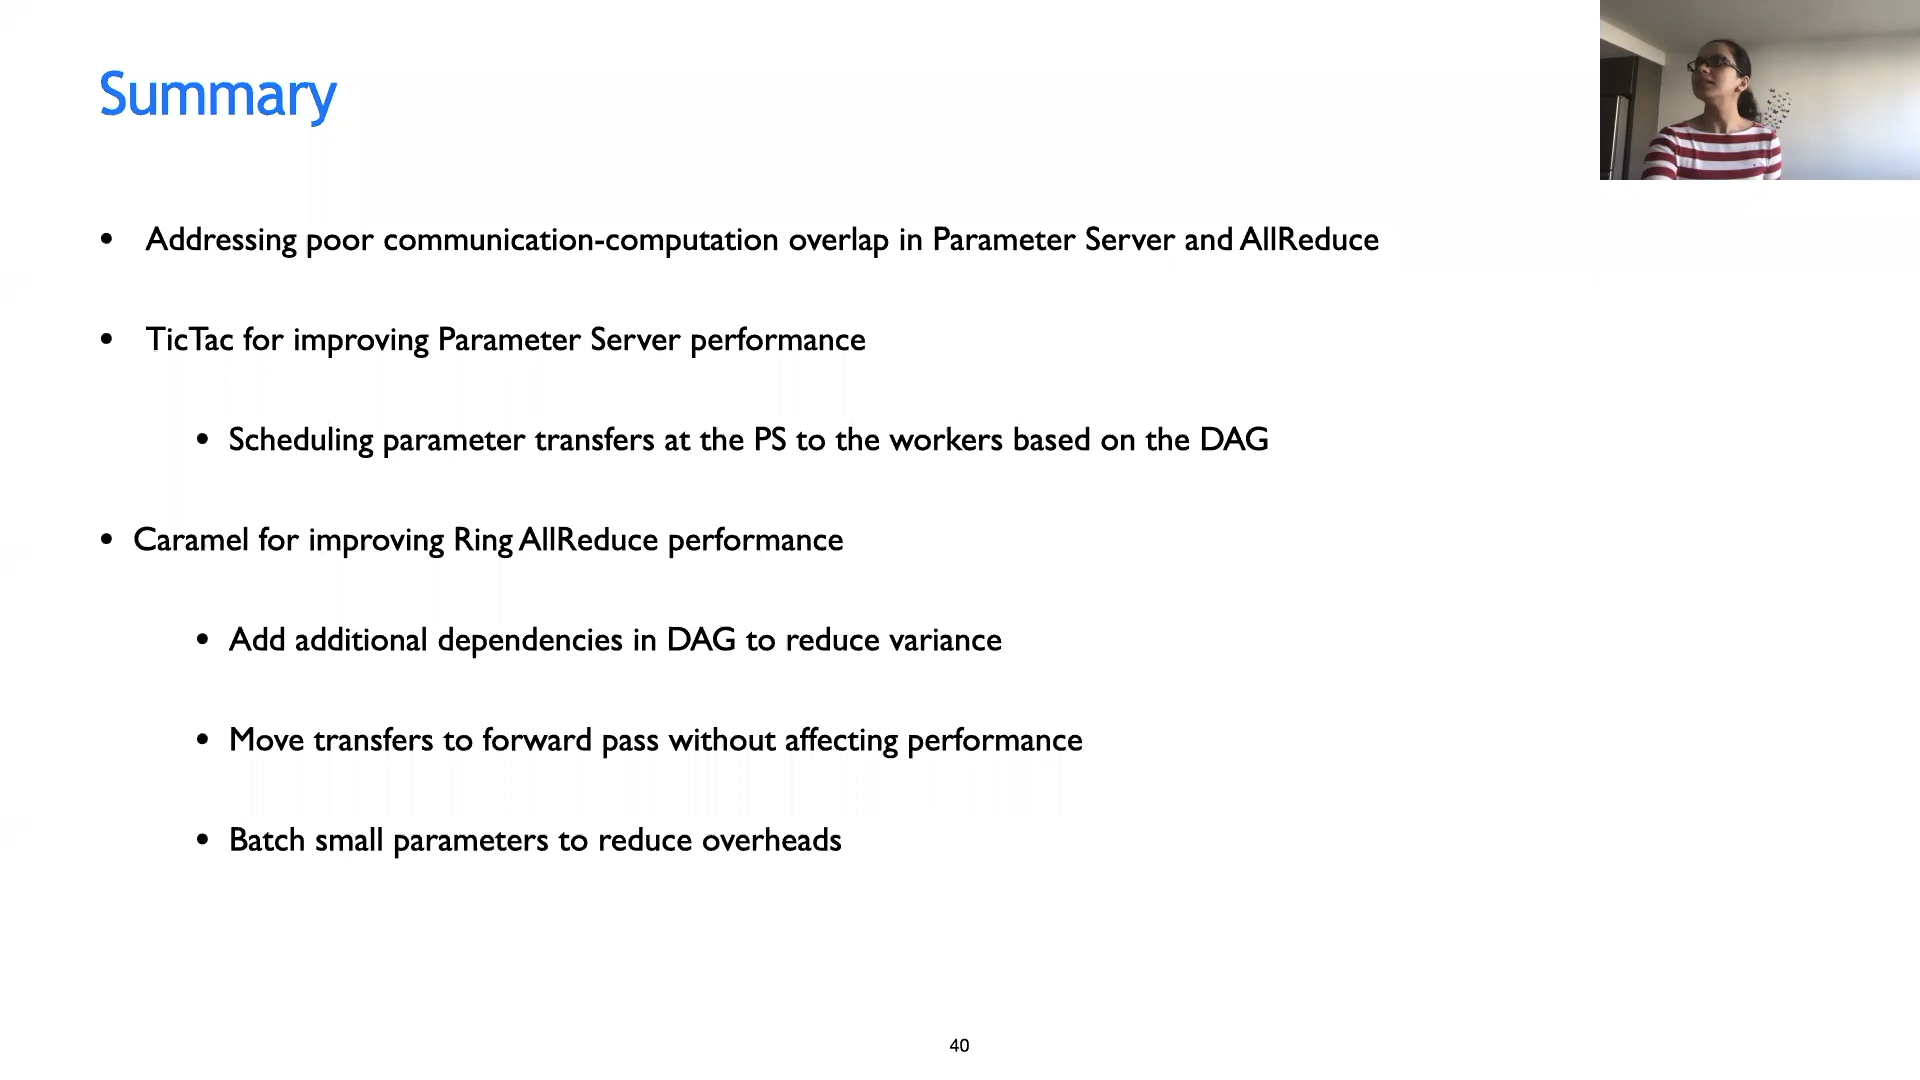 Summary
• Addressing poor communication-computation overlap in Parameter Server and AllReduce
• TicTac for improving Parameter Server performance
• Scheduling parameter transfers at the PS to the workers based on the DAG
• Caramel for improving Ring AllReduce performance
• Add additional dependencies in DAG to reduce variance
• Move transfers to forward pass without affecting performance
• Batch small parameters to reduce overheads
40